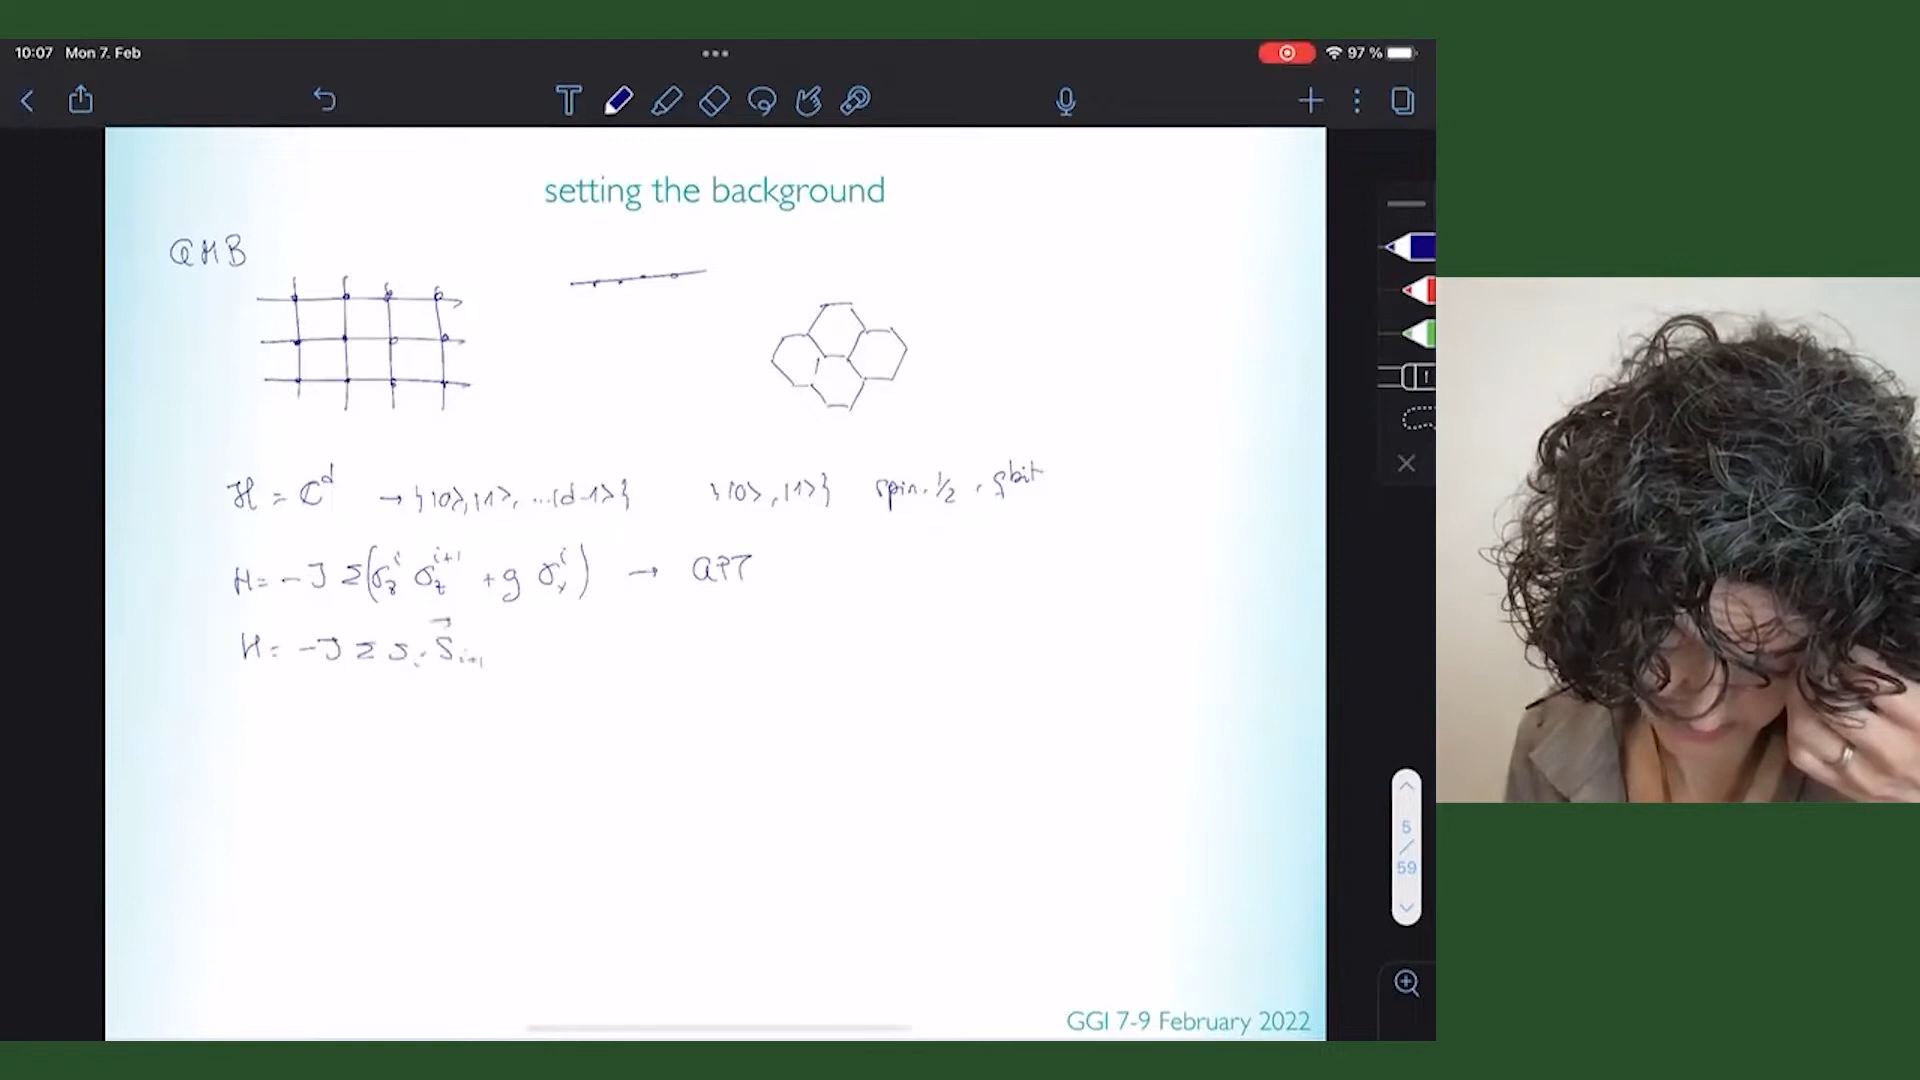 10:07 Mon 7. Feb
97 %
setting the background
QMB
ℋ = ℂ^d → {|0⟩, |1⟩, ...|d-1⟩} {|0⟩, |1⟩} spin. 1/2 , qbit
H = -J Σ(σ_z^i σ_z^{i+1} + g σ_x^i) → QPT
H = -J Σ S_i · \vec{S}_{i+1}
5
/
59
GGI 7-9 February 2022